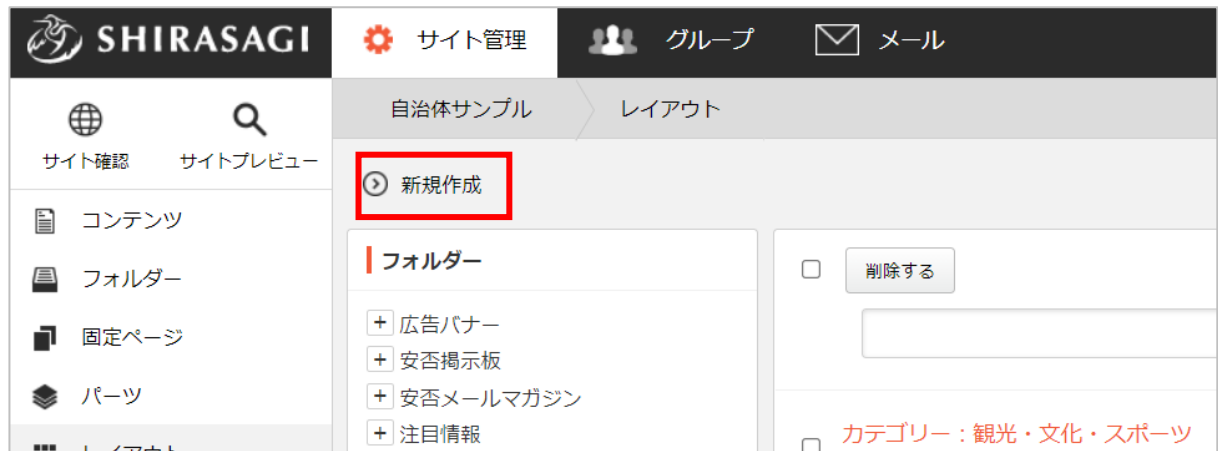 SHIRASAGI
サイト管理
グループ
メール
サイト確認
サイトプレビュー
自治体サンプル
レイアウト
新規作成
コンテンツ
フォルダー
固定ページ
パーツ
レイアウト
フォルダー
広告バナー
安否掲示板
安否メールマガジン
注目情報
削除する
カテゴリー：観光・文化・スポーツ